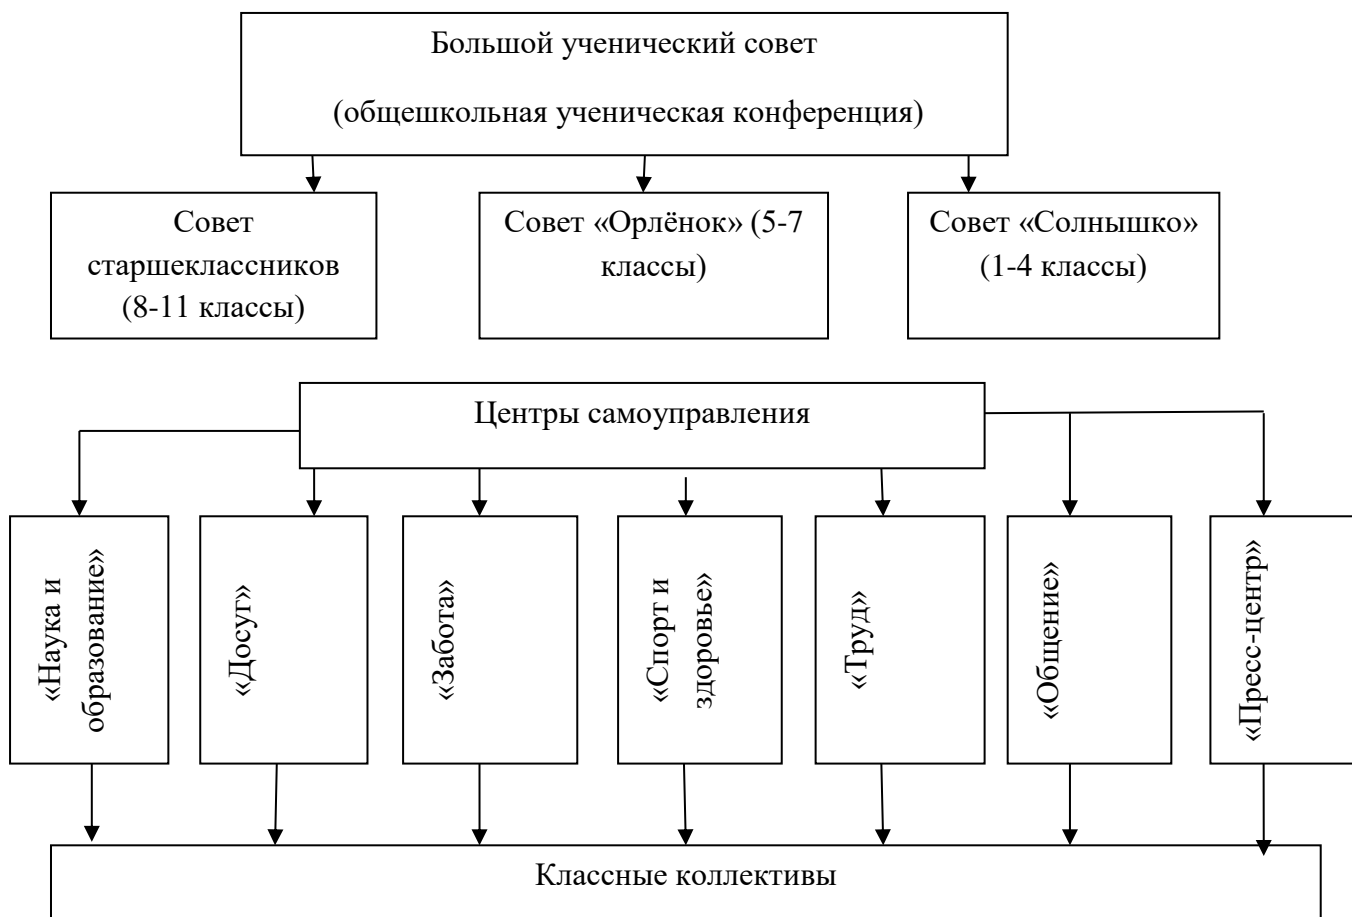 Большой ученический совет
(общешкольная ученическая конференция)
Совет
старшеклассников
(8-11 классы)
Совет «Орлёнок» (5-7
классы)
Совет «Солнышко»
(1-4 классы)
Центры самоуправления
«Наука и
образование»
«Досуг»
«Забота»
«Спорт и
здоровье»
«Труд»
«Общение»
«Пресс-центр»
Классные коллективы